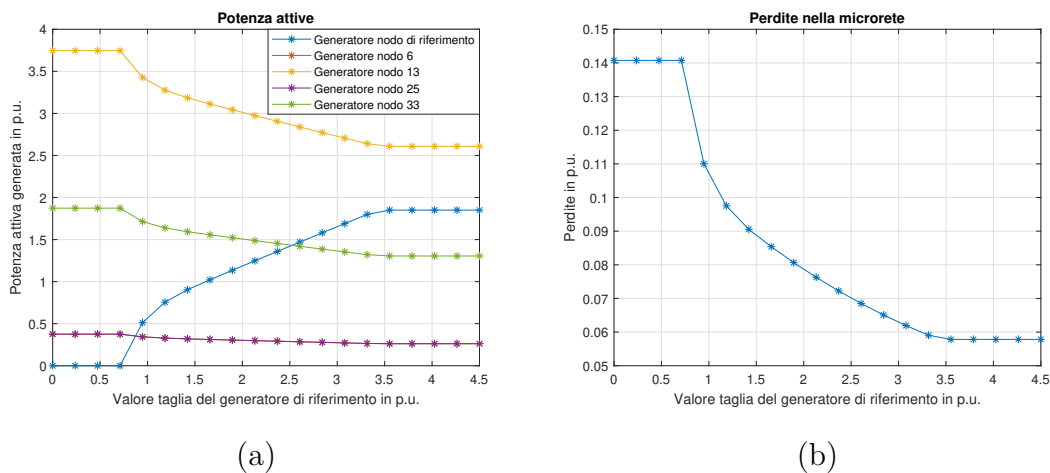 Potenza attive
4
3.5
3
2.5
2
1.5
1
0.5
0
Potenza attiva generata in p.u.
Generatore nodo di riferimento
Generatore nodo 6
Generatore nodo 13
Generatore nodo 25
Generatore nodo 33
0 0.5 1 1.5 2 2.5 3 3.5 4 4.5
Valore taglia del generatore di riferimento in p.u.
(a)
Perdite nella microrete
0.15
0.14
0.13
0.12
0.11
0.1
0.09
0.08
0.07
0.06
0.05
Perdite in p.u.
0 0.5 1 1.5 2 2.5 3 3.5 4 4.5
Valore taglia del generatore di riferimento in p.u.
(b)